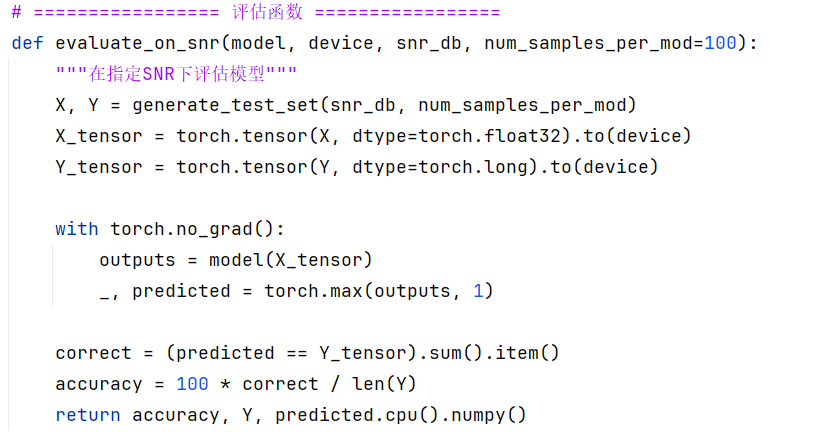 # ================= 评估函数 =================
def evaluate_on_snr(model, device, snr_db, num_samples_per_mod=100):
    """在指定SNR下评估模型"""
    X, Y = generate_test_set(snr_db, num_samples_per_mod)
    X_tensor = torch.tensor(X, dtype=torch.float32).to(device)
    Y_tensor = torch.tensor(Y, dtype=torch.long).to(device)

    with torch.no_grad():
        outputs = model(X_tensor)
        _, predicted = torch.max(outputs, 1)

    correct = (predicted == Y_tensor).sum().item()
    accuracy = 100 * correct / len(Y)
    return accuracy, Y, predicted.cpu().numpy()